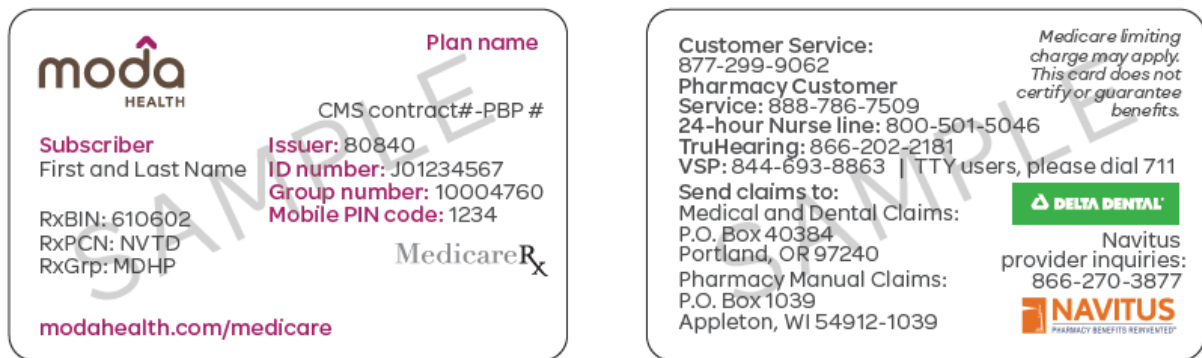 moda
HEALTH
Plan name
CMS contract#-PBP #
Subscriber
First and Last Name
Issuer: 80840
ID number: J01234567
Group number: 10004760
Mobile PIN code: 1234
RxBIN: 610602
RxPCN: NVTD
RxGrp: MDHP
MedicareRx
modahealth.com/medicare
SAMPLE
Customer Service:
877-299-9062
Pharmacy Customer
Service: 888-786-7509
24-hour Nurse line: 800-501-5046
TruHearing: 866-202-2181
VSP: 844-693-8863 | TTY users, please dial 711
Medicare limiting
charge may apply.
This card does not
certify or guarantee
benefits.
Send claims to:
Medical and Dental Claims:
P.O. Box 40384
Portland, OR 97240
Pharmacy Manual Claims:
P.O. Box 1039
Appleton, WI 54912-1039
DELTA DENTAL®
Navitus
provider inquiries:
866-270-3877
NAVITUS
PHARMACY BENEFITS REINVENTED™
SAMPLE